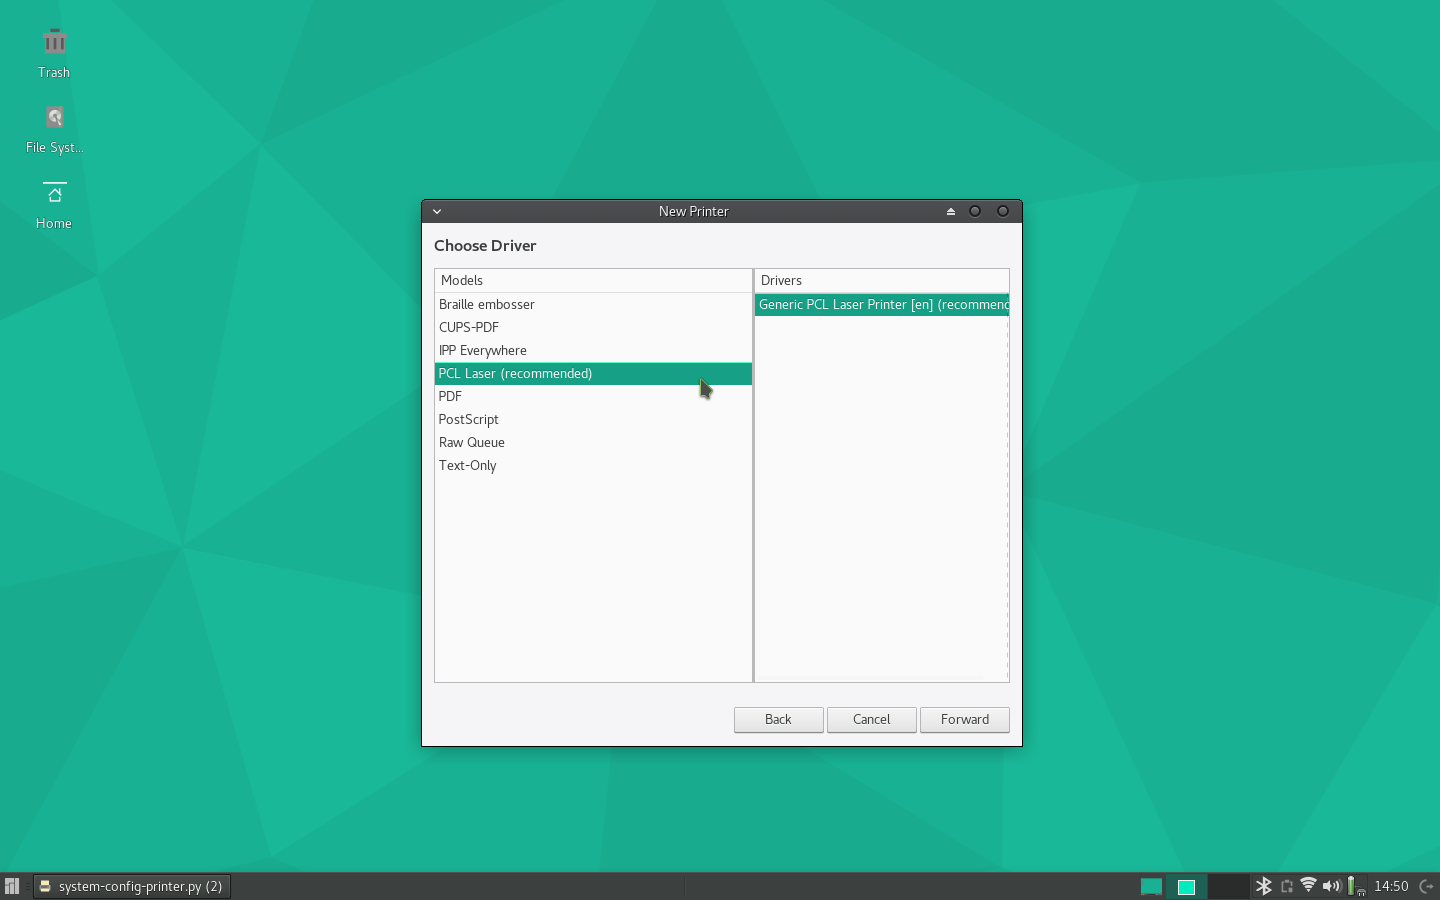 Trash
File Syst...
Home
New Printer
Choose Driver
Models
Drivers
Braille embosser
Generic PCL Laser Printer [en] (recommend
CUPS-PDF
IPP Everywhere
PCL Laser (recommended)
PDF
PostScript
Raw Queue
Text-Only
Back
Cancel
Forward
system-config-printer.py (2)
14:50